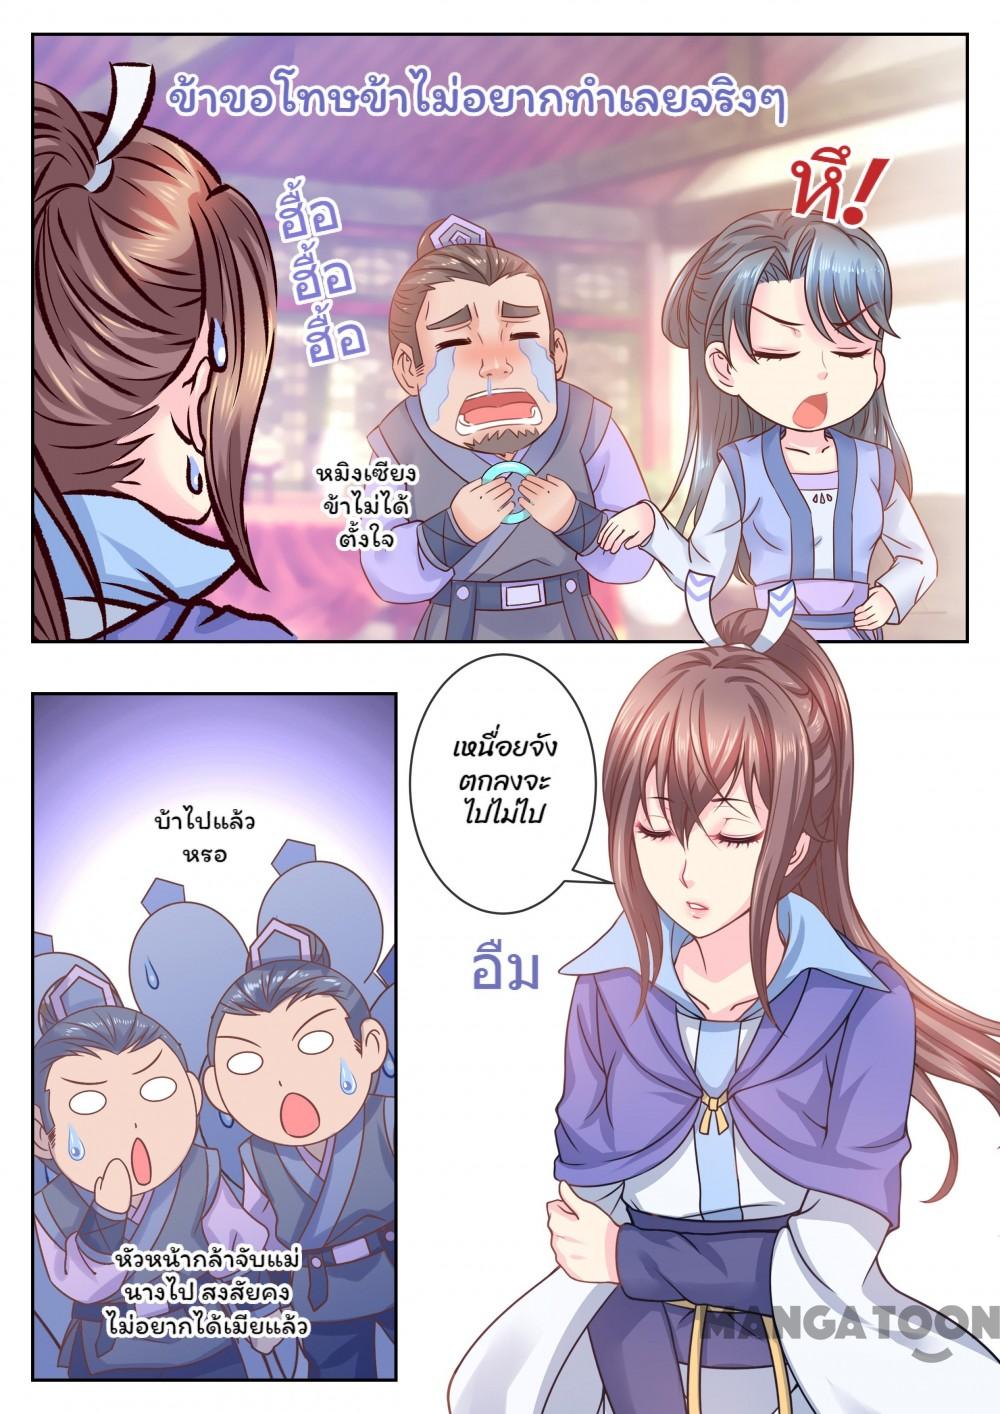 ข้าขอโทษข้าไม่อยากทำเลยจริงๆ
หึ!
ฮื้อ
ฮื้อ
ฮื้อ
หมิงเซียง
ข้าไม่ได้
ตั้งใจ
เหนื่อยจัง
ตกลงจะ
ไปไม่ไป
บ้าไปแล้ว
หรอ
อืม
หัวหน้ากล้าจับแม่
นางไป สงสัยคง
ไม่อยากได้เมียแล้ว
MANGATOON